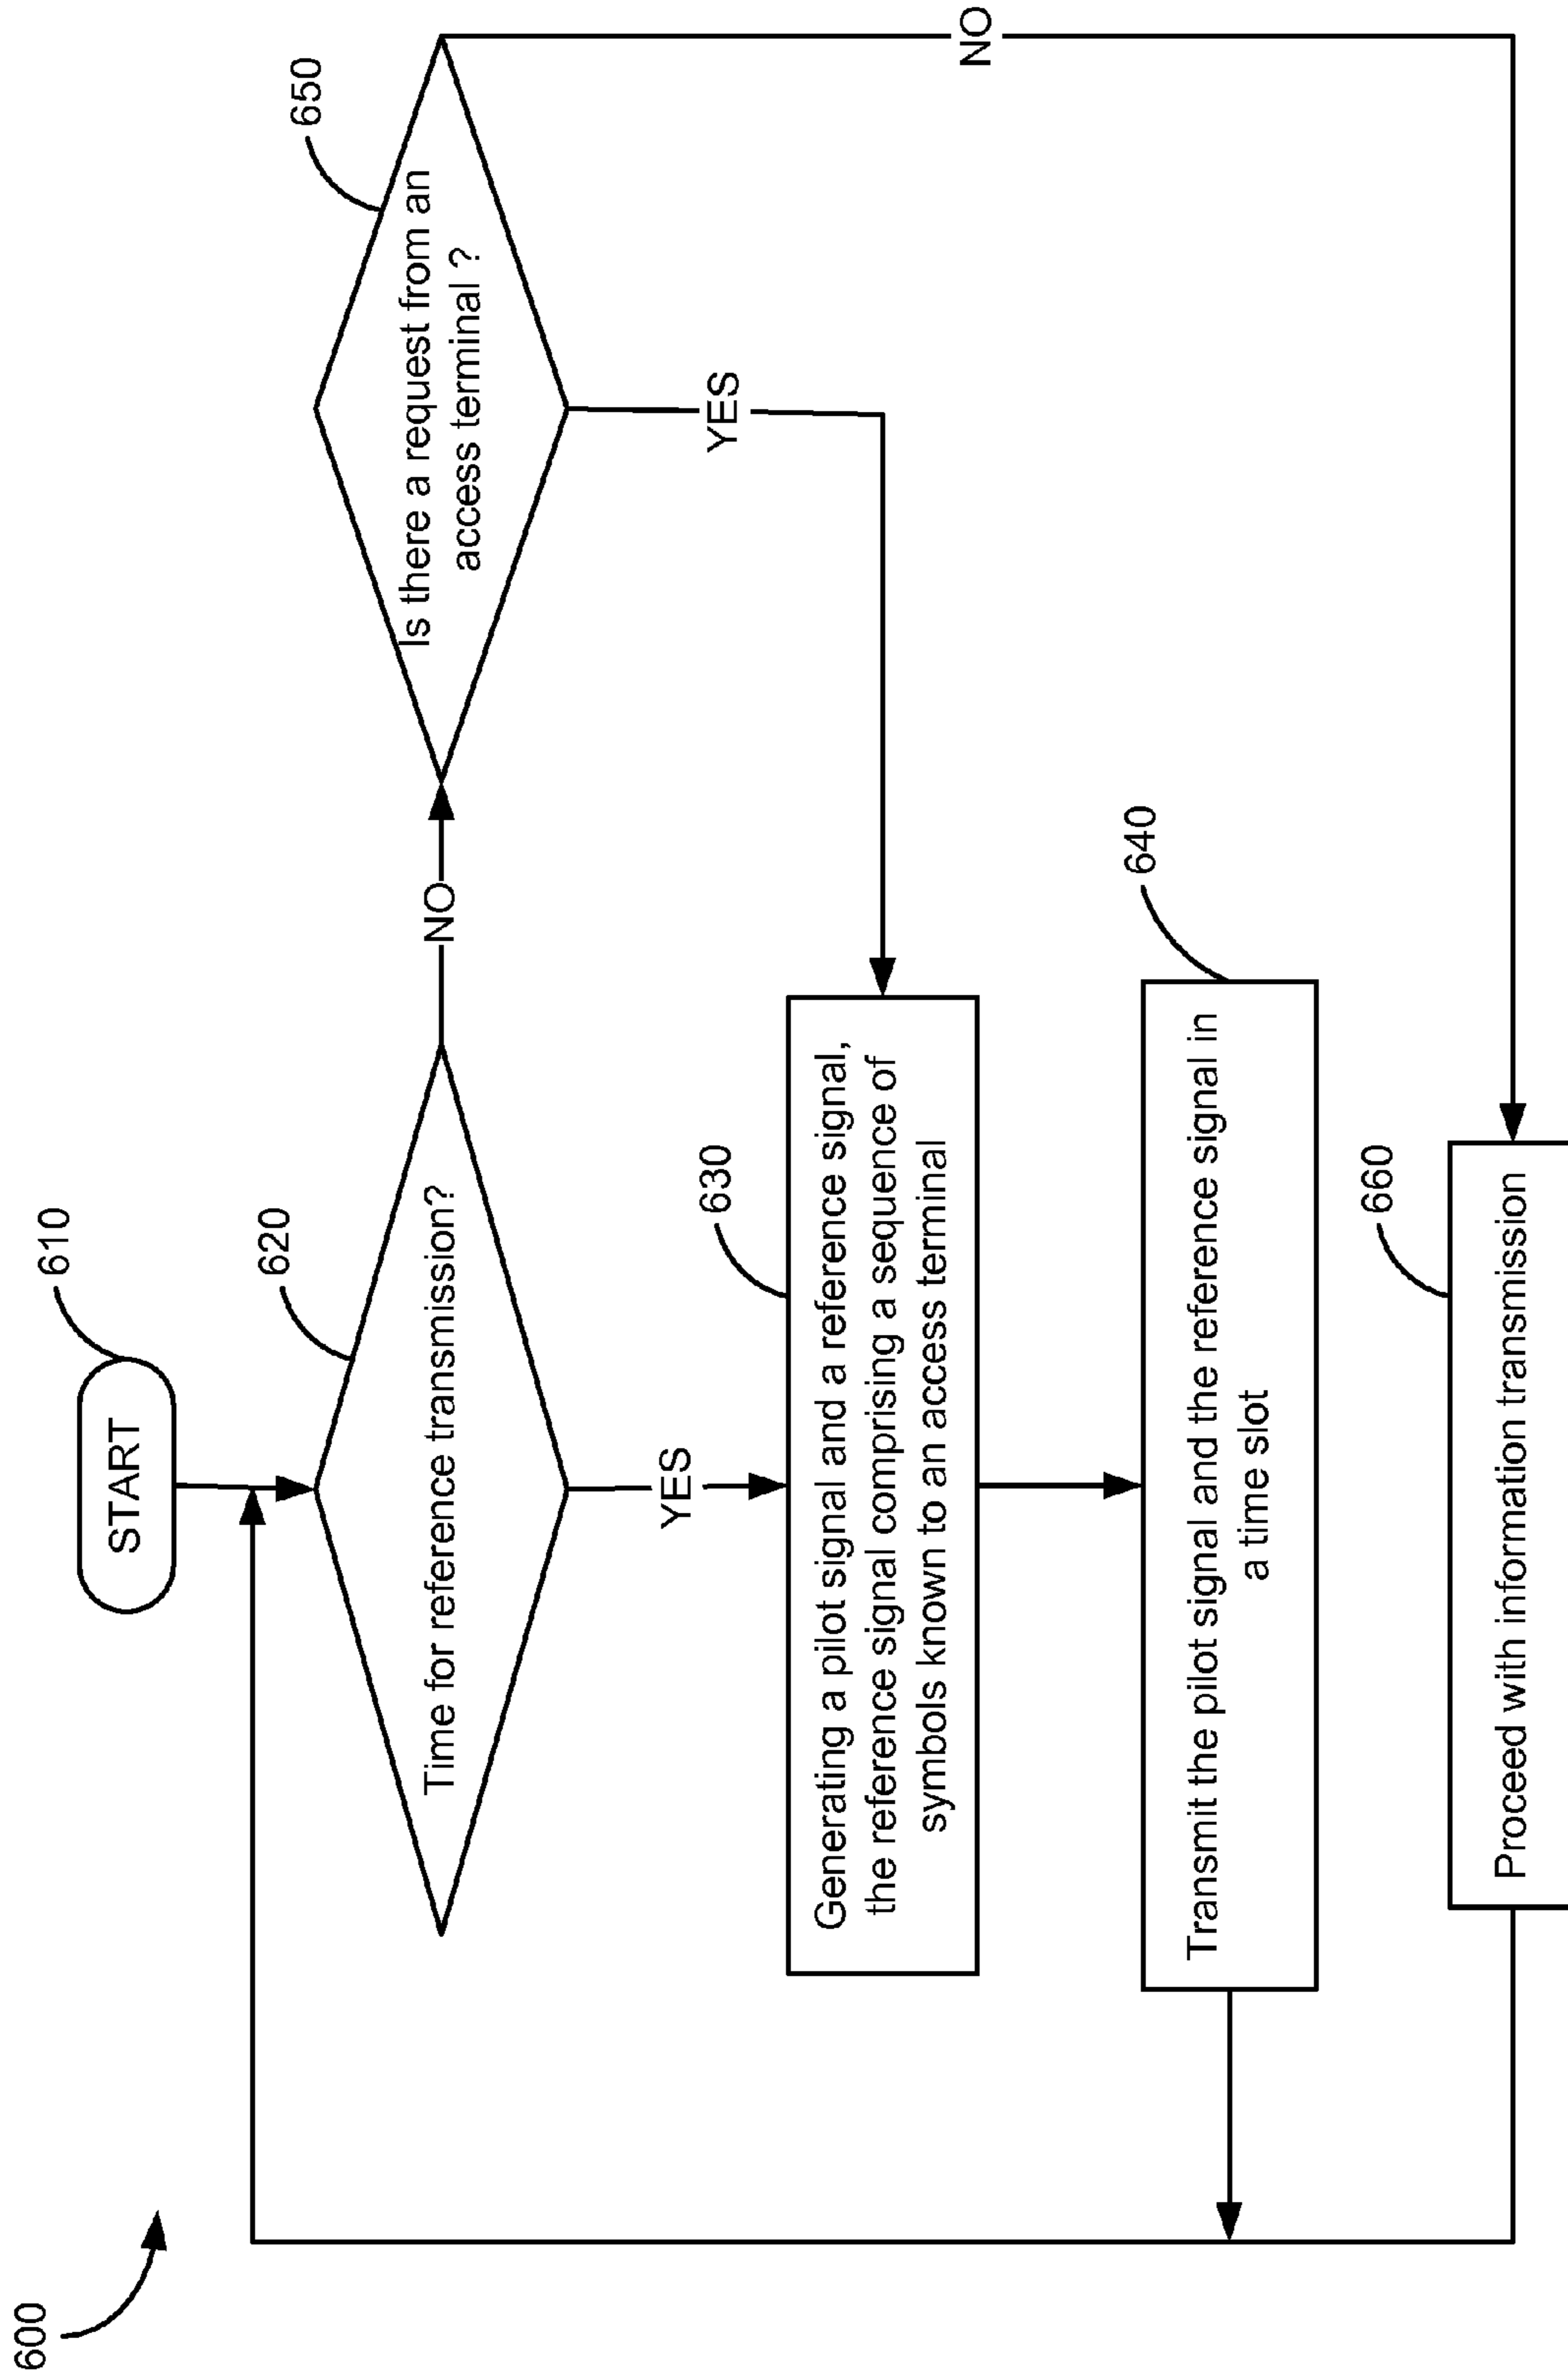 600
START
610
Time for reference transmission?
620
NO
Is there a request from an
access terminal ?
650
YES
YES
NO
Generating a pilot signal and a reference signal,
the reference signal comprising a sequence of
symbols known to an access terminal
630
Transmit the pilot signal and the reference signal in
a time slot
640
Proceed with information transmission
660